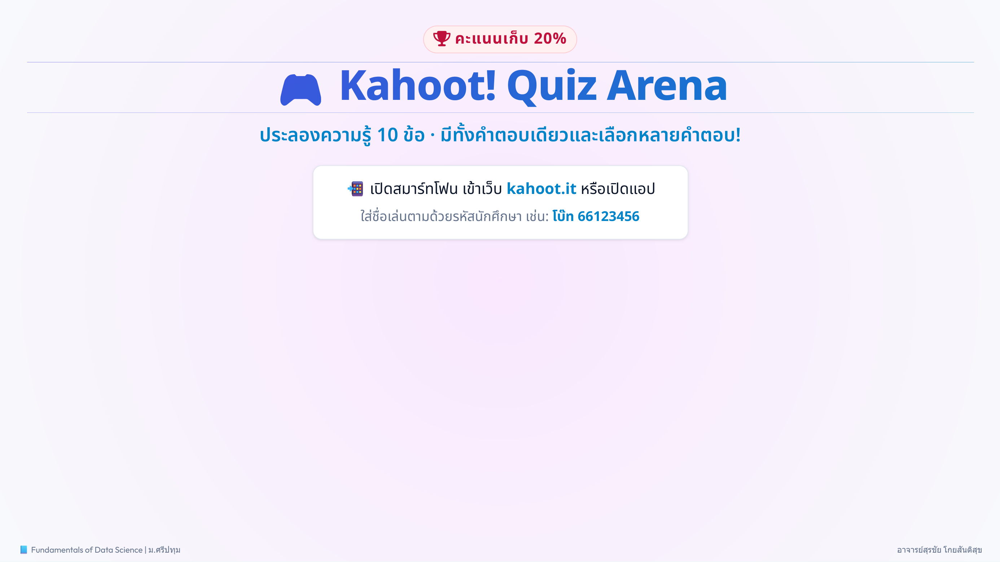 คะแนนเก็บ 20%
Kahoot! Quiz Arena
ประลองความรู้ 10 ข้อ · มีทั้งคำตอบเดียวและเลือกหลายคำตอบ!
เปิดสมาร์ทโฟน เข้าเว็บ kahoot.it หรือเปิดแอป
ใส่ชื่อเล่นตามด้วยรหัสนักศึกษา เช่น: โบ๊ท 66123456
Fundamentals of Data Science | ม.ศรีปทุม
อาจารย์สุรชัย โกยสันติสุข